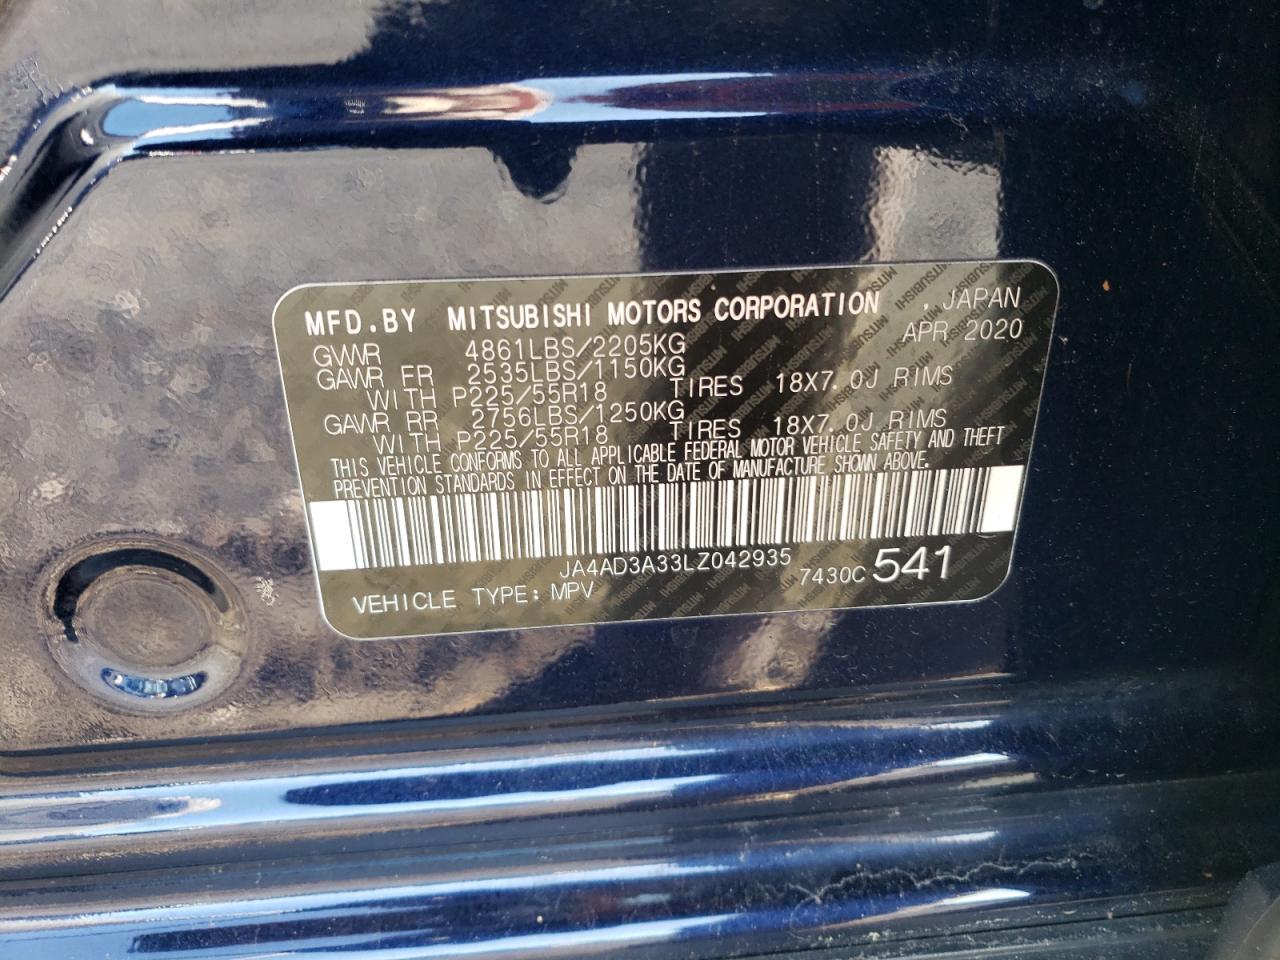 MFD.BY MITSUBISHI MOTORS CORPORATION , JAPAN
GVWR 4861LBS/2205KG APR 2020
GAWR FR 2535LBS/1150KG
WITH P225/55R18 TIRES 18X7.0J RIMS
GAWR RR 2756LBS/1250KG
WITH P225/55R18 TIRES 18X7.0J RIMS
THIS VEHICLE CONFORMS TO ALL APPLICABLE FEDERAL MOTOR VEHICLE SAFETY AND THEFT
PREVENTION STANDARDS IN EFFECT ON THE DATE OF MANUFACTURE SHOWN ABOVE.
JA4AD3A33LZ042935
VEHICLE TYPE: MPV 7430C 541